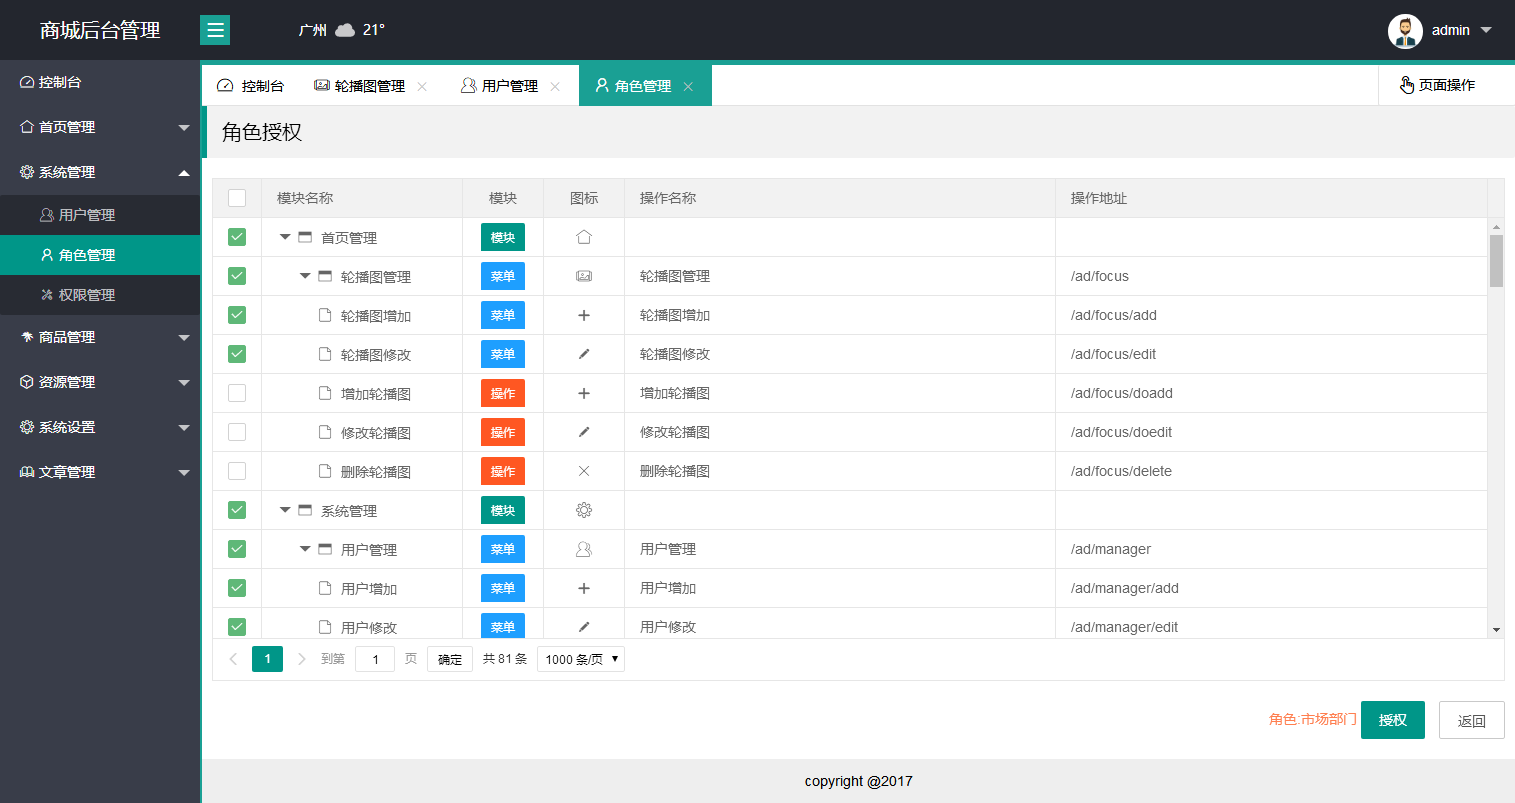 商城后台管理
广州 21°
admin
控制台
首页管理
系统管理
用户管理
角色管理
权限管理
商品管理
资源管理
系统设置
文章管理
控制台 轮播图管理 用户管理 角色管理 页面操作
角色授权
模块名称 模块 图标 操作名称 操作地址
首页管理 模块
轮播图管理 菜单 轮播图管理 /ad/focus
轮播图增加 菜单 轮播图增加 /ad/focus/add
轮播图修改 菜单 轮播图修改 /ad/focus/edit
增加轮播图 操作 增加轮播图 /ad/focus/doadd
修改轮播图 操作 修改轮播图 /ad/focus/doedit
删除轮播图 操作 删除轮播图 /ad/focus/delete
系统管理 模块
用户管理 菜单 用户管理 /ad/manager
用户增加 菜单 用户增加 /ad/manager/add
用户修改 菜单 用户修改 /ad/manager/edit
1 到第 1 页 确定 共 81 条 1000 条/页
角色:市场部门 授权 返回
copyright @2017